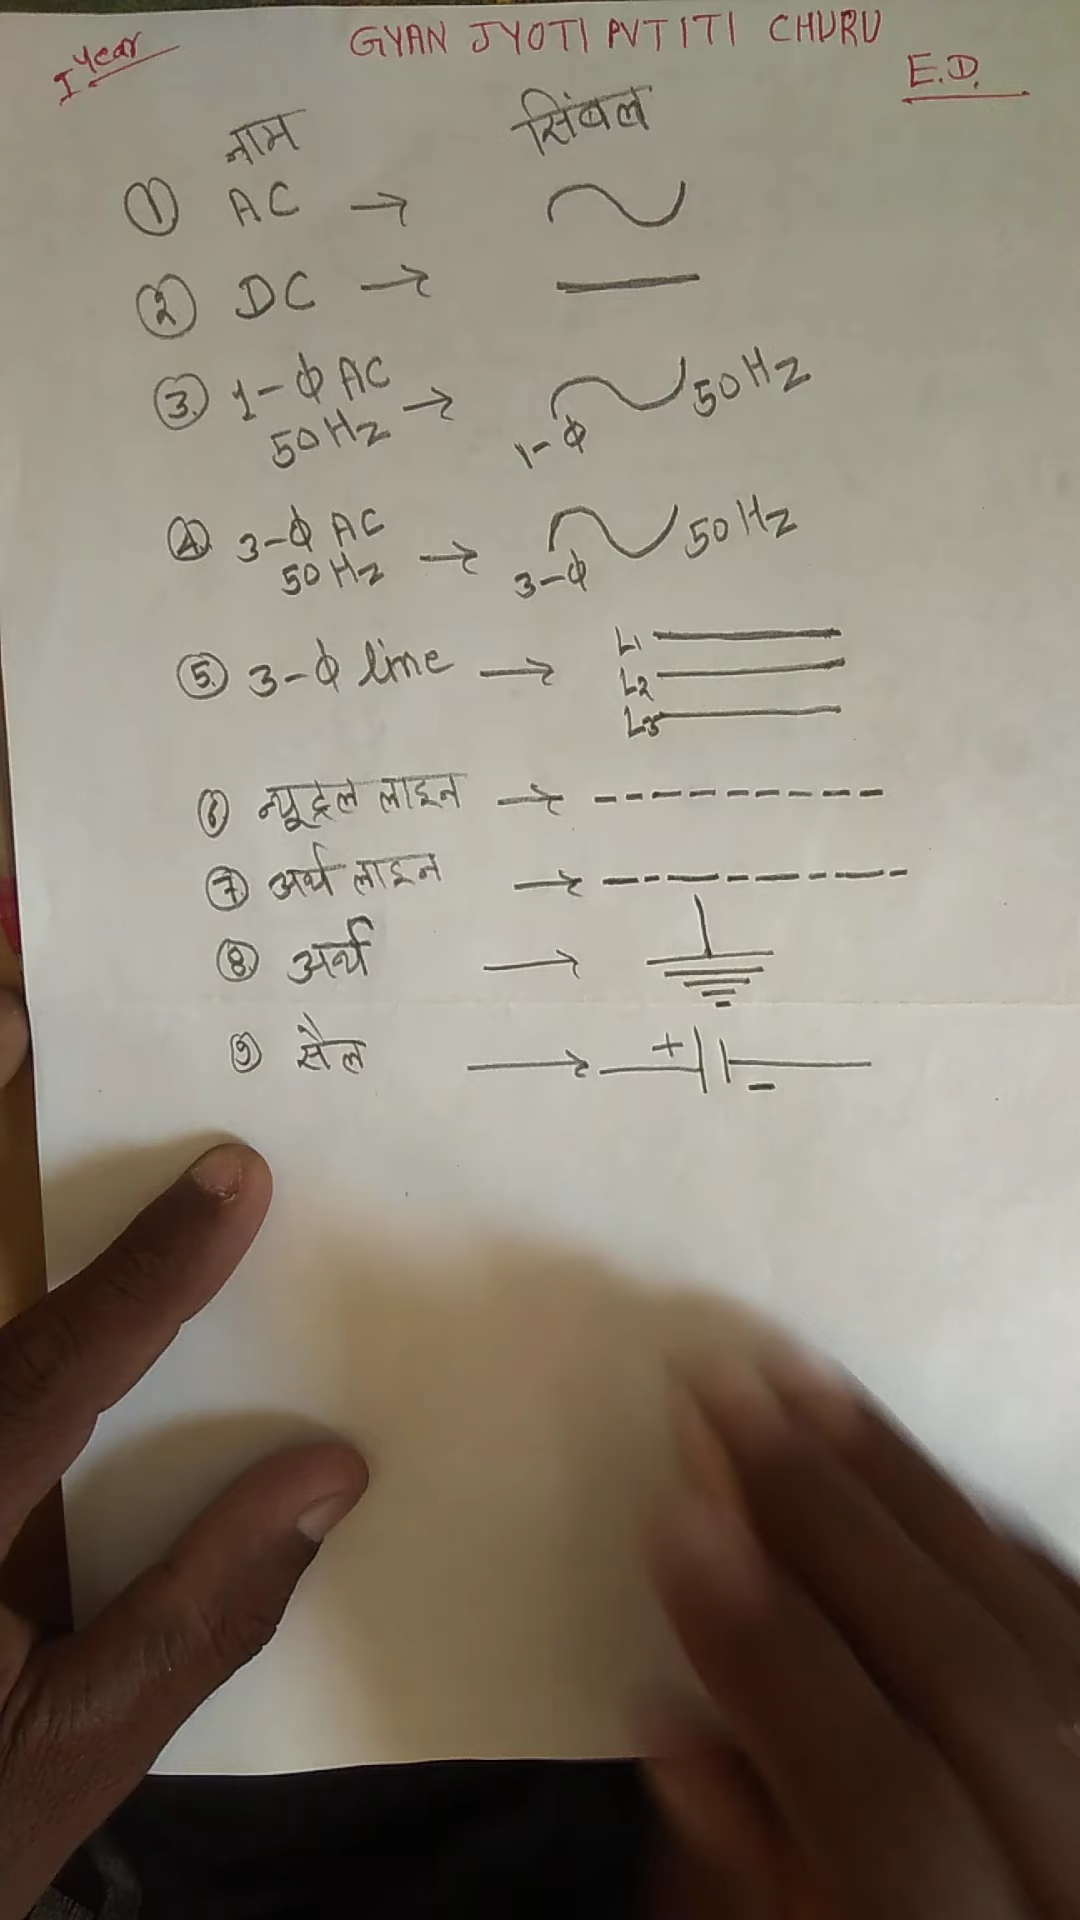 I Year
GYAN JYOTI PVT ITI CHURU
E.D.
नाम सिंबल
① AC →
② DC →
③ 1-ϕ AC 50 Hz → 1-ϕ 50 Hz
④ 3-ϕ AC 50 Hz → 3-ϕ 50 Hz
⑤ 3-ϕ line → L1
L2
L3
⑥ न्यूट्रल लाइन →
⑦ अर्थ लाइन →
⑧ अर्थ →
⑨ सैल → + -